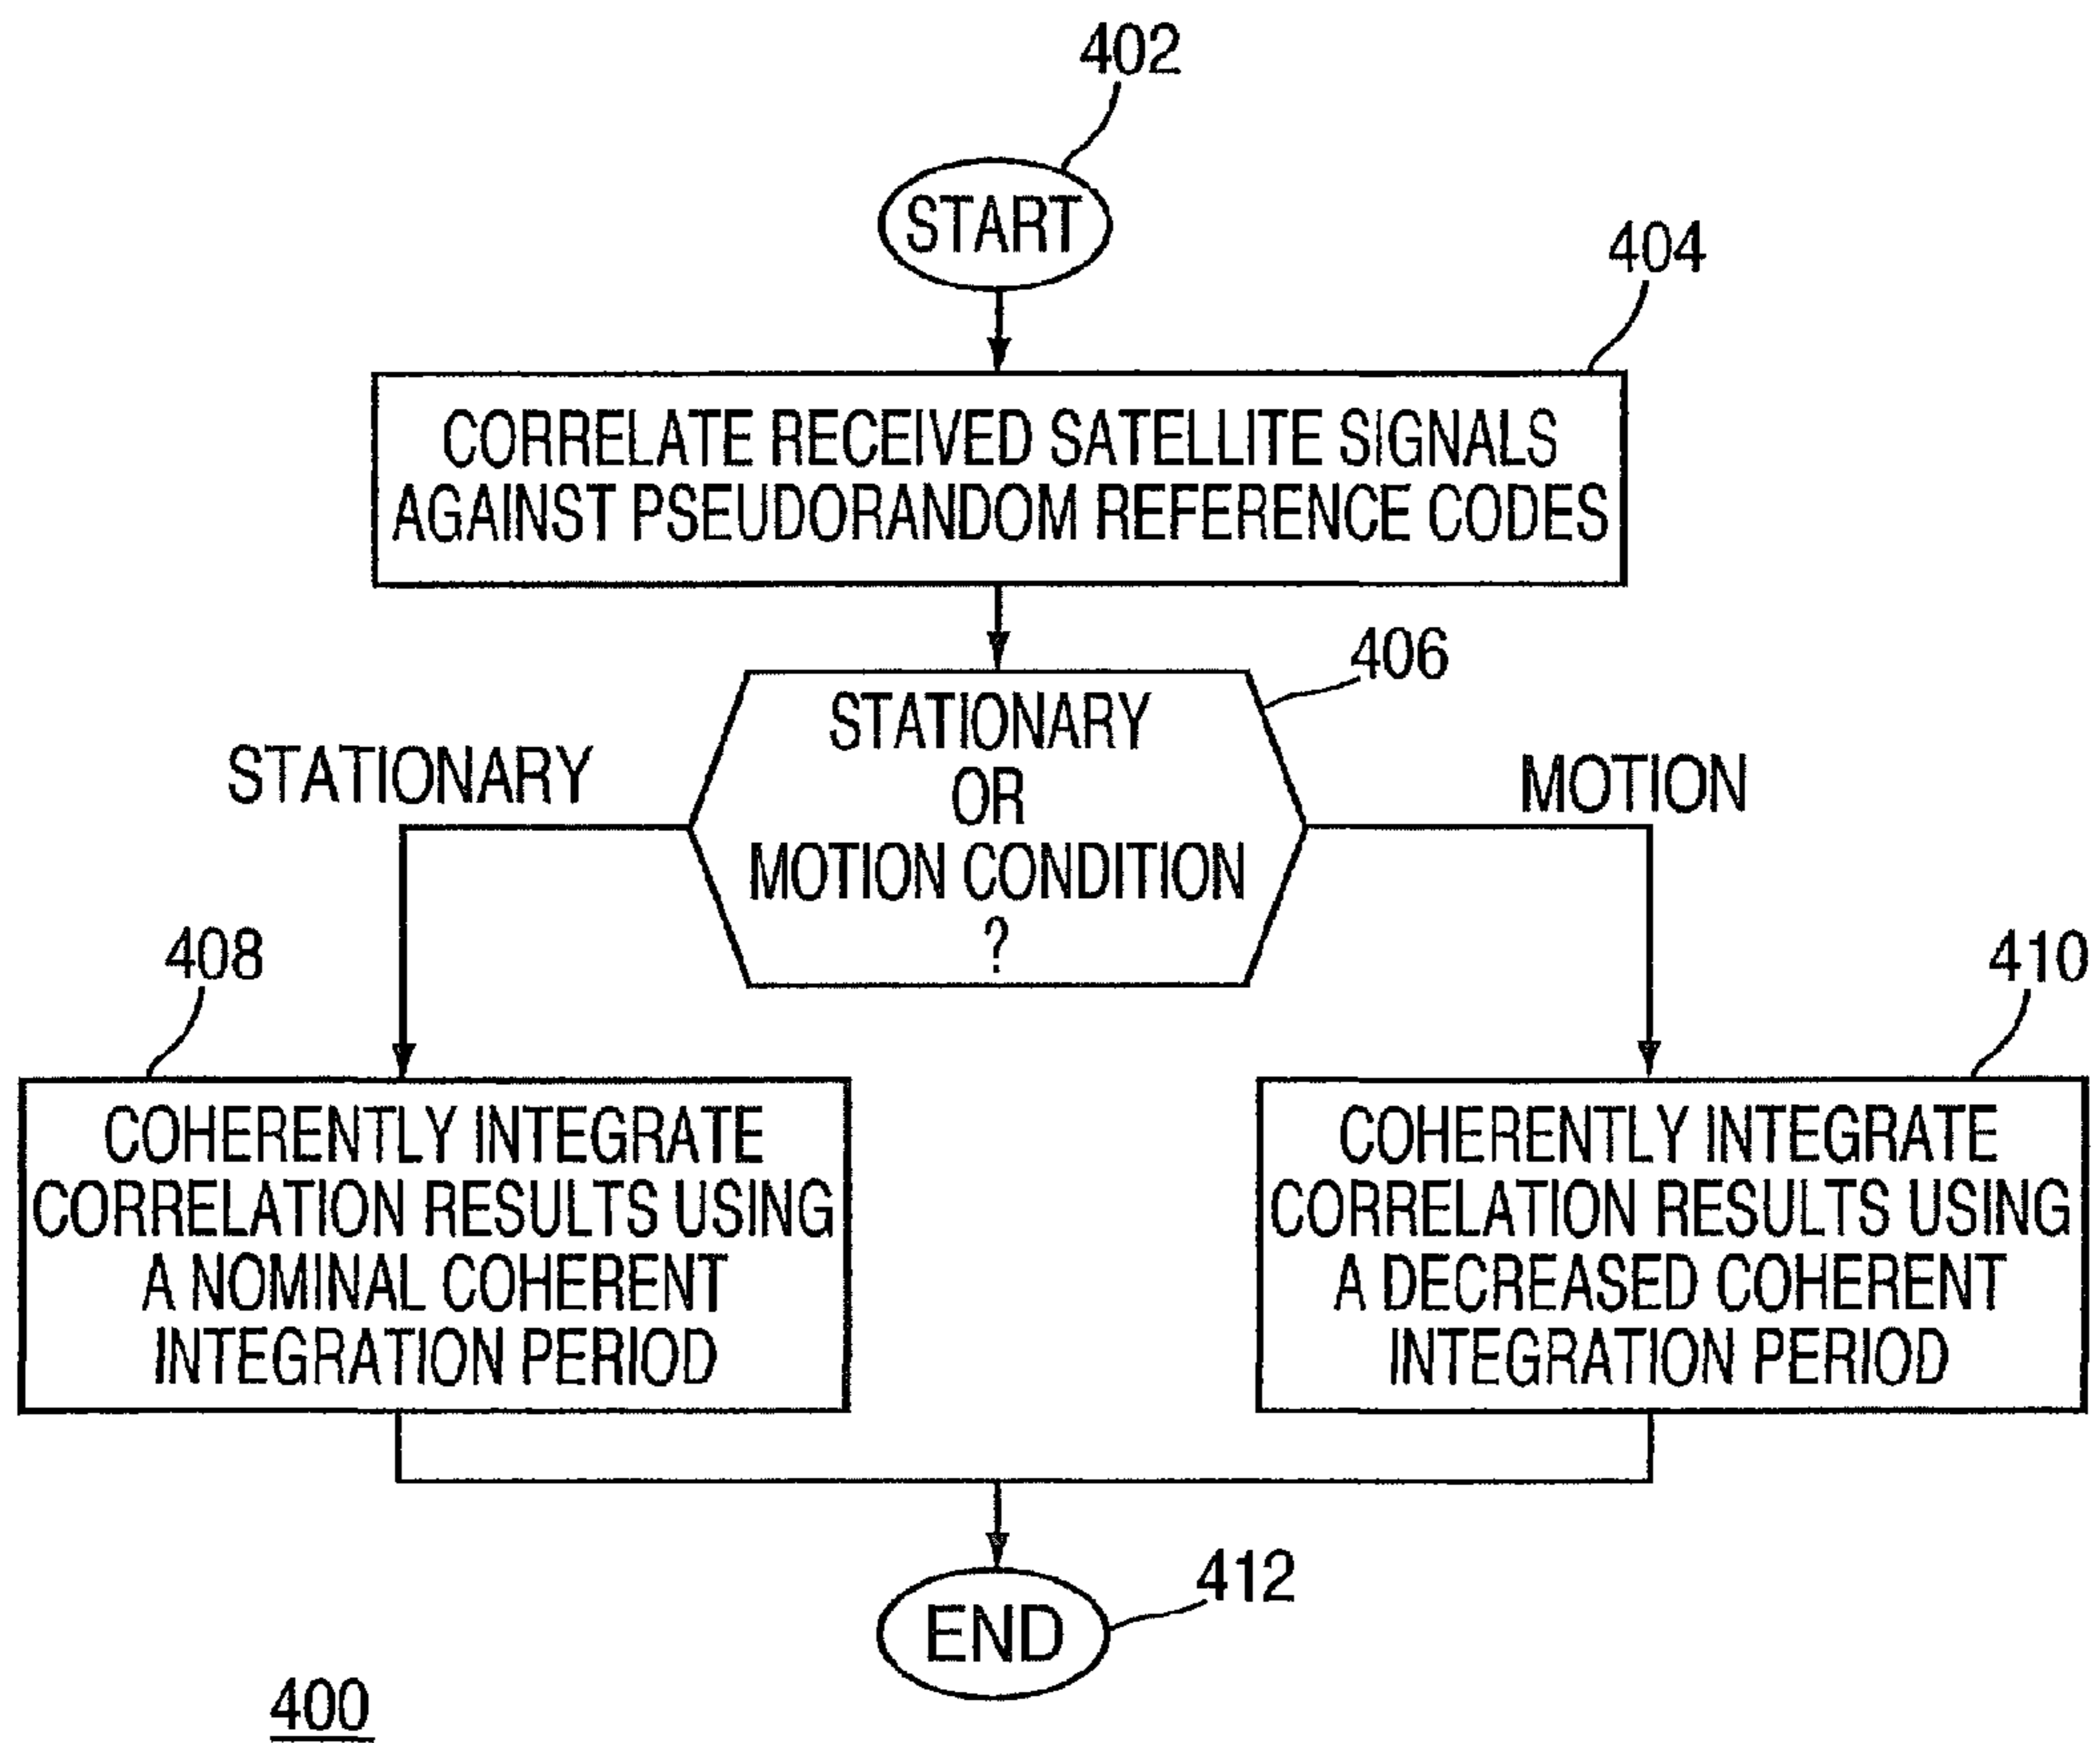 402
START
404
CORRELATE RECEIVED SATELLITE SIGNALS
AGAINST PSEUDORANDOM REFERENCE CODES
406
STATIONARY
OR
MOTION CONDITION
?
STATIONARY
MOTION
408
COHERENTLY INTEGRATE
CORRELATION RESULTS USING
A NOMINAL COHERENT
INTEGRATION PERIOD
410
COHERENTLY INTEGRATE
CORRELATION RESULTS USING
A DECREASED COHERENT
INTEGRATION PERIOD
412
END
400